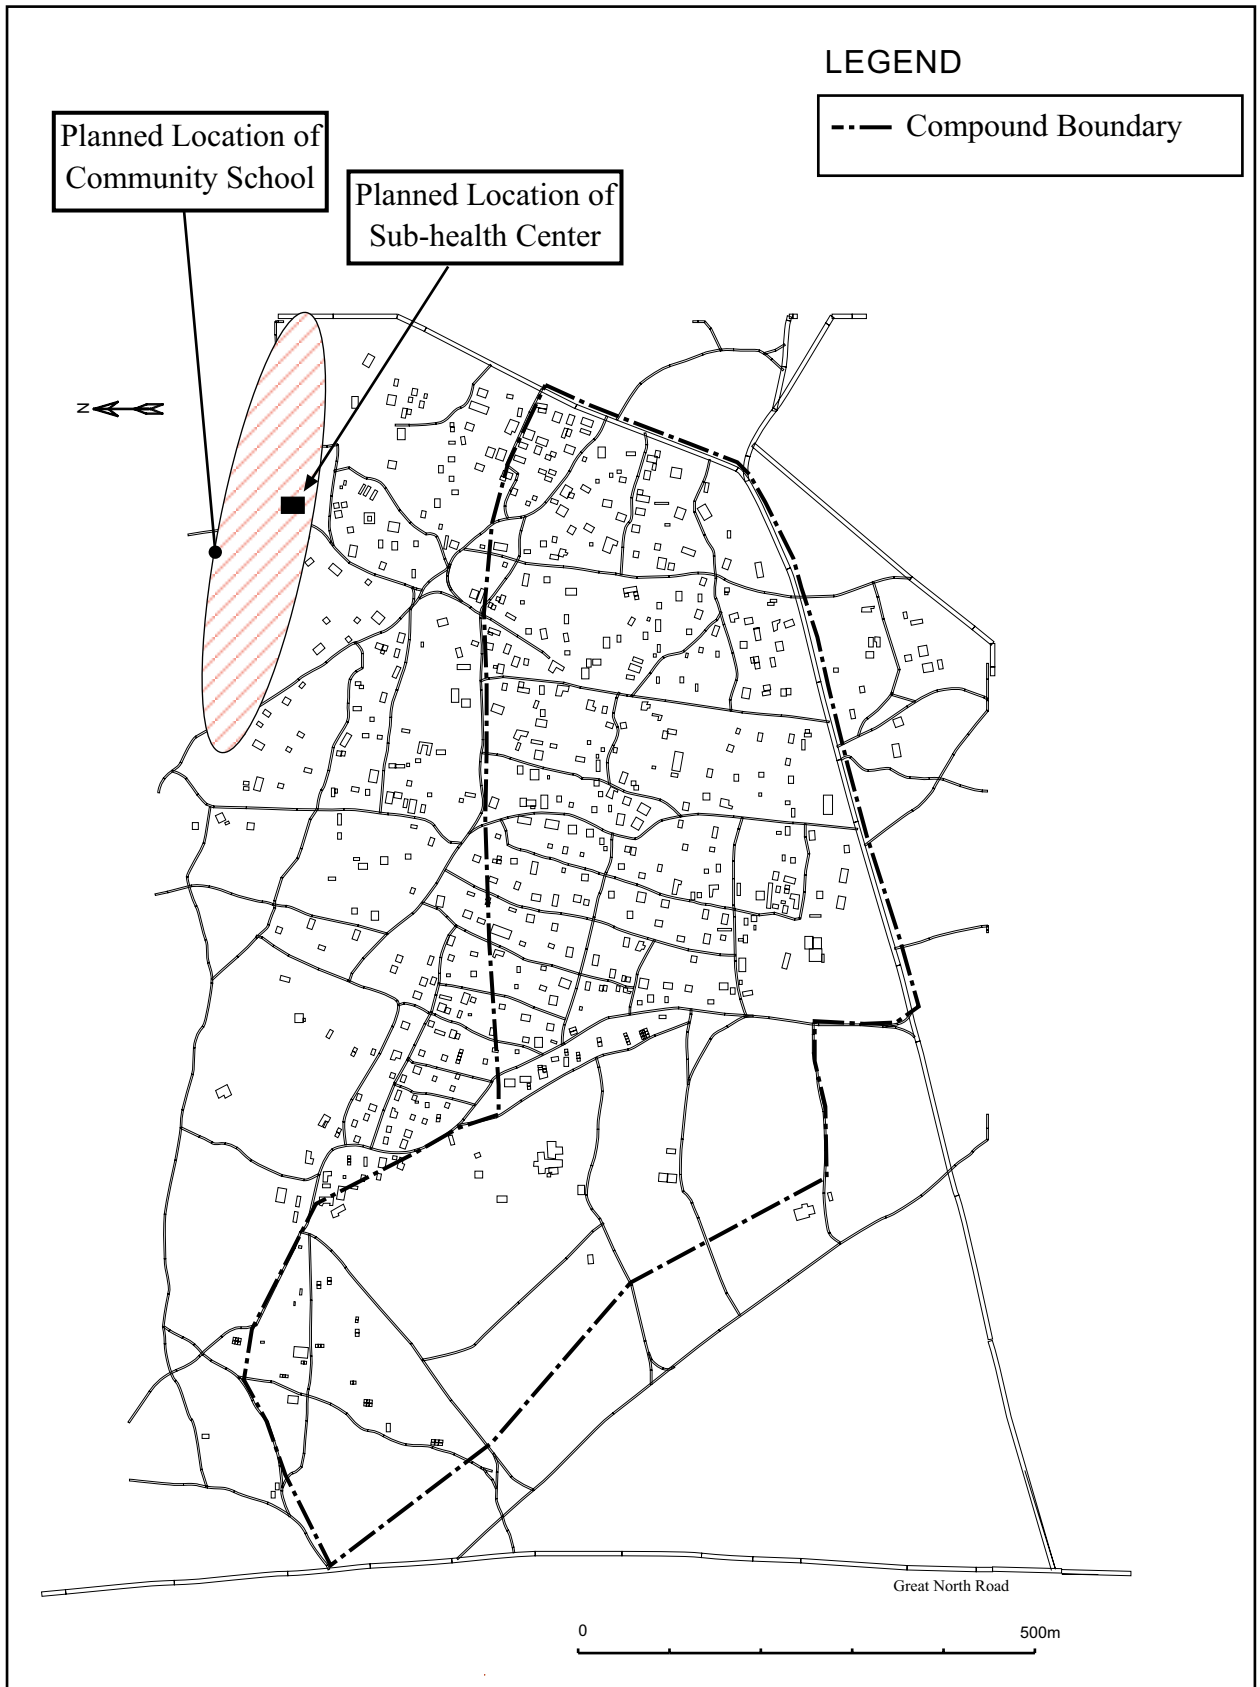 LEGEND
Compound Boundary
Planned Location of
Community School
Planned Location of
Sub-health Center
N
Great North Road
0
500m